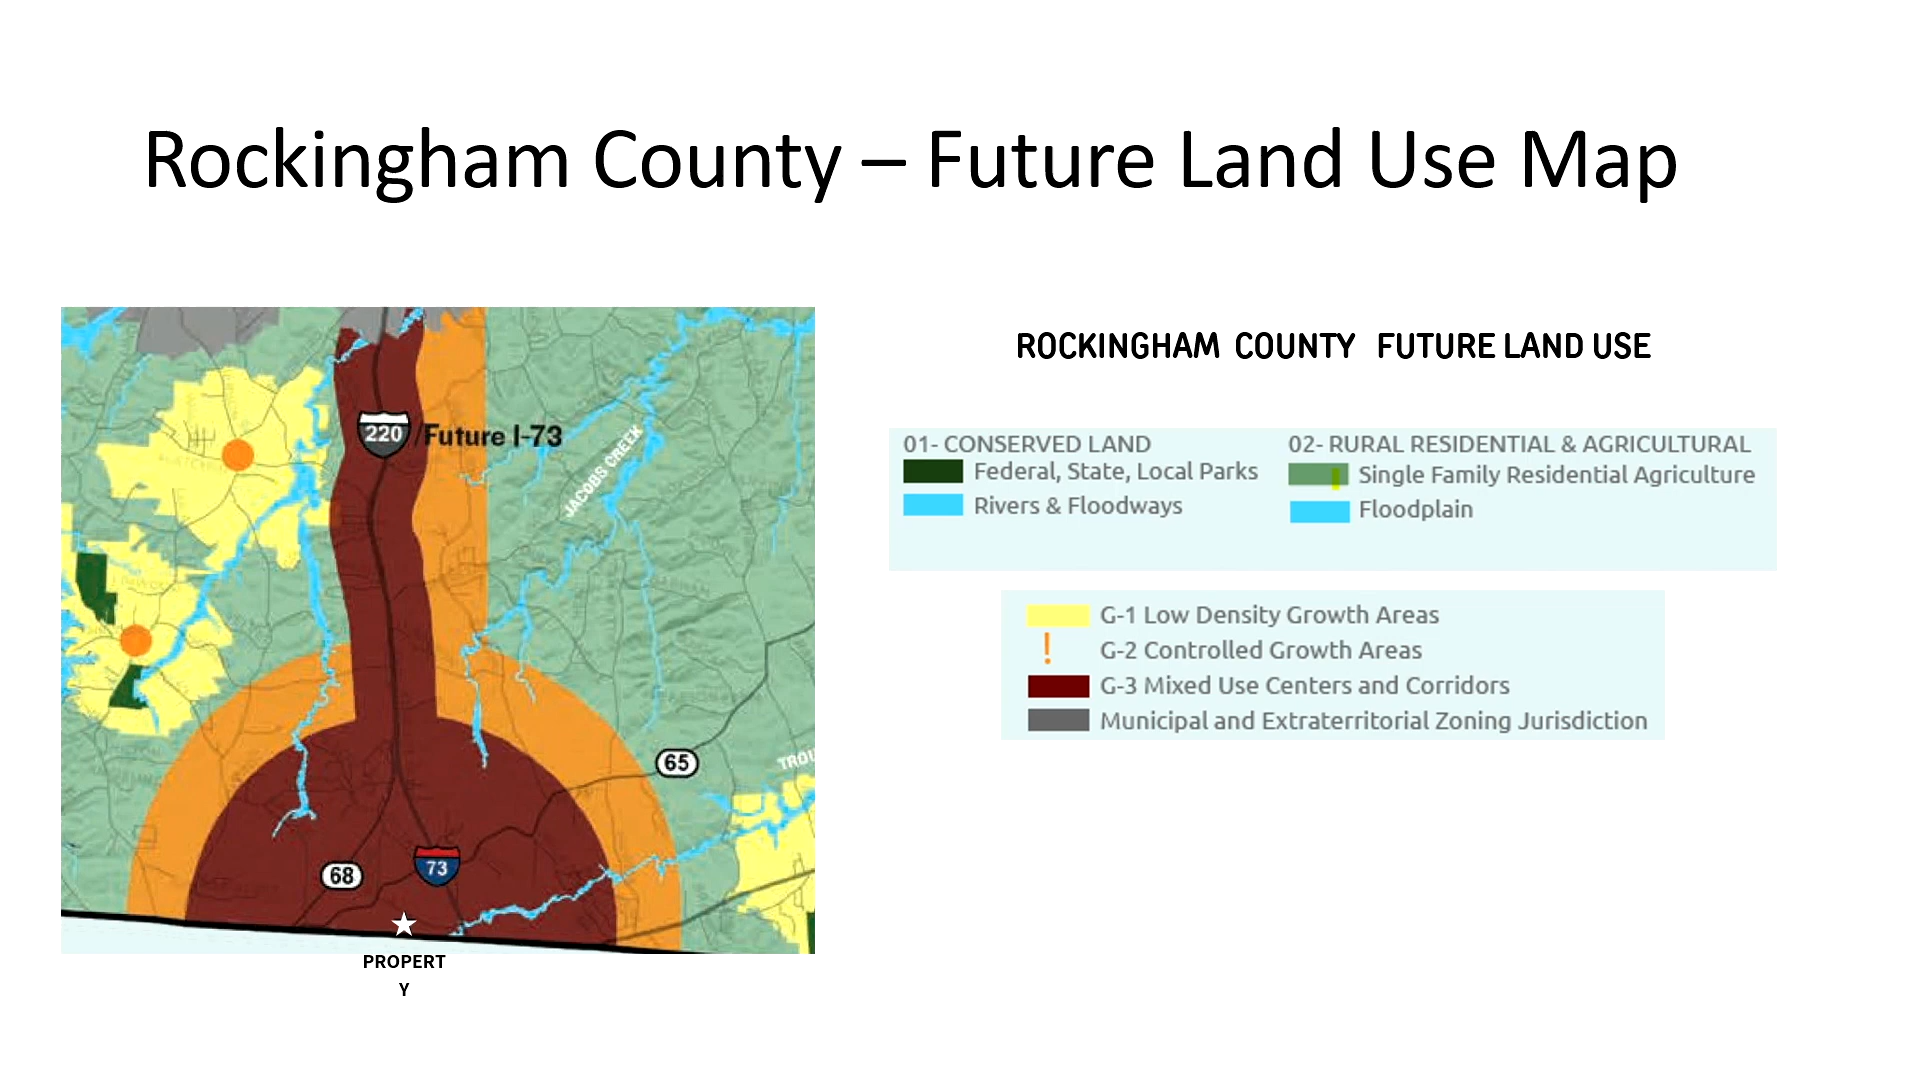 Rockingham County – Future Land Use Map
220
/Future I-73
JACOBS CREEK
65
TROU
73
68
PROPERT
Y
ROCKINGHAM COUNTY FUTURE LAND USE
01- CONSERVED LAND
Federal, State, Local Parks
Rivers & Floodways
02- RURAL RESIDENTIAL & AGRICULTURAL
Single Family Residential Agriculture
Floodplain
G-1 Low Density Growth Areas
! G-2 Controlled Growth Areas
G-3 Mixed Use Centers and Corridors
Municipal and Extraterritorial Zoning Jurisdiction